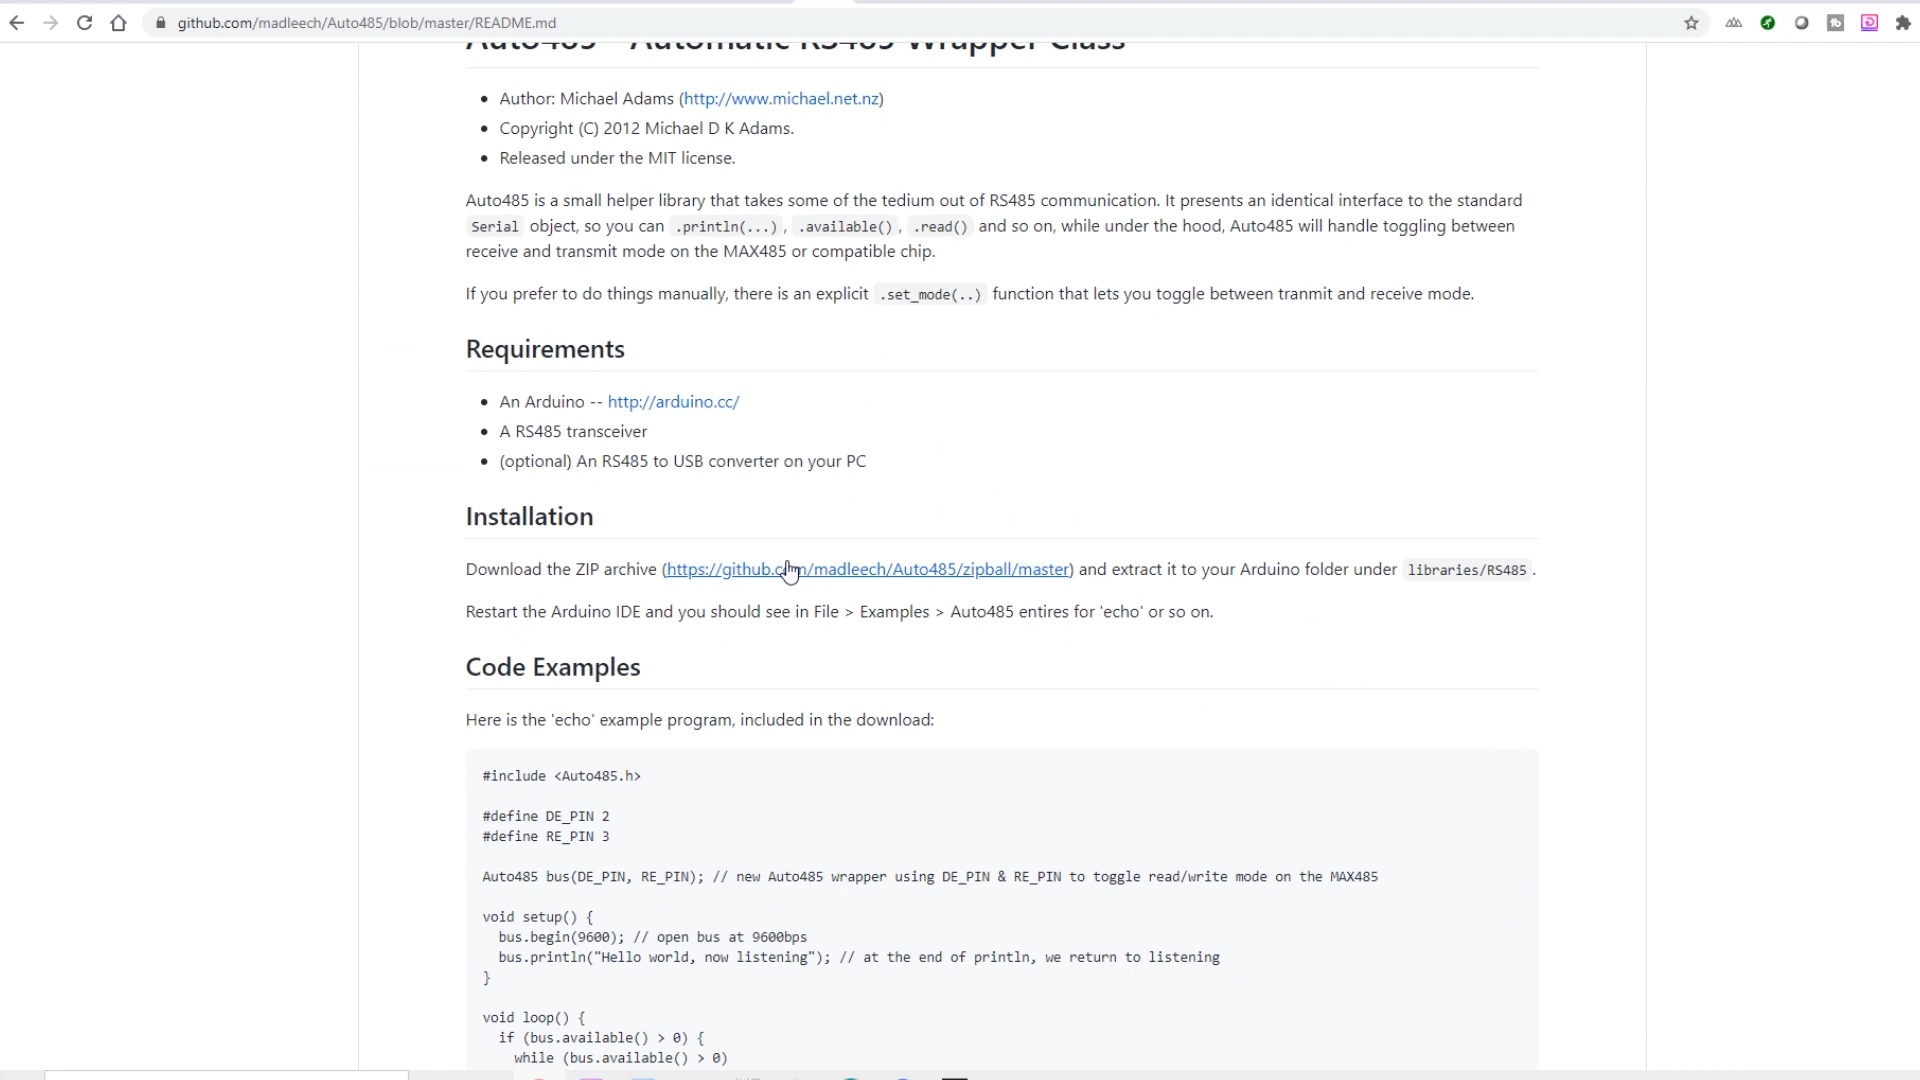 github.com/madleech/Auto485/blob/master/README.md
Auto485 - Automatic RS485 Wrapper Class
Author: Michael Adams (http://www.michael.net.nz)
Copyright (C) 2012 Michael D K Adams.
Released under the MIT license.
Auto485 is a small helper library that takes some of the tedium out of RS485 communication. It presents an identical interface to the standard
Serial object, so you can .println(...) , .available() , .read() and so on, while under the hood, Auto485 will handle toggling between
receive and transmit mode on the MAX485 or compatible chip.
If you prefer to do things manually, there is an explicit .set_mode(..) function that lets you toggle between tranmit and receive mode.
Requirements
An Arduino -- http://arduino.cc/
A RS485 transceiver
(optional) An RS485 to USB converter on your PC
Installation
Download the ZIP archive (https://github.com/madleech/Auto485/zipball/master) and extract it to your Arduino folder under libraries/RS485 .
Restart the Arduino IDE and you should see in File > Examples > Auto485 entires for 'echo' or so on.
Code Examples
Here is the 'echo' example program, included in the download:
#include <Auto485.h>
#define DE_PIN 2
#define RE_PIN 3
Auto485 bus(DE_PIN, RE_PIN); // new Auto485 wrapper using DE_PIN & RE_PIN to toggle read/write mode on the MAX485
void setup() {
bus.begin(9600); // open bus at 9600bps
bus.println("Hello world, now listening"); // at the end of println, we return to listening
}
void loop() {
if (bus.available() > 0) {
while (bus.available() > 0)